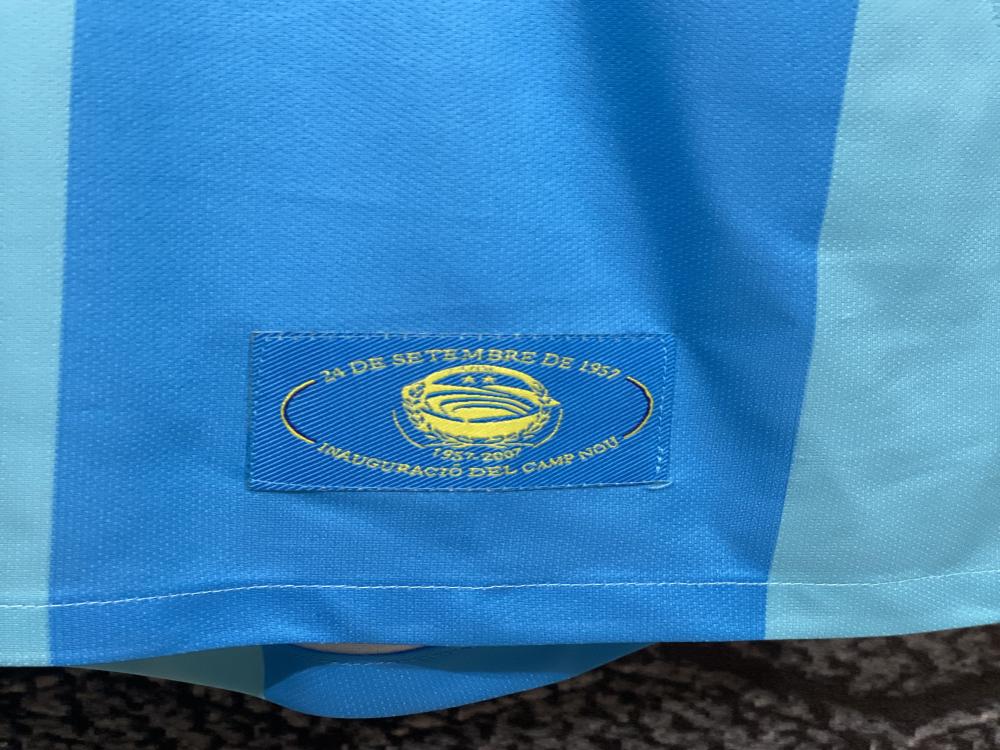 24 DE SETEMBRE DE 1957
1957-2007
INAUGURACIÓ DEL CAMP NOU